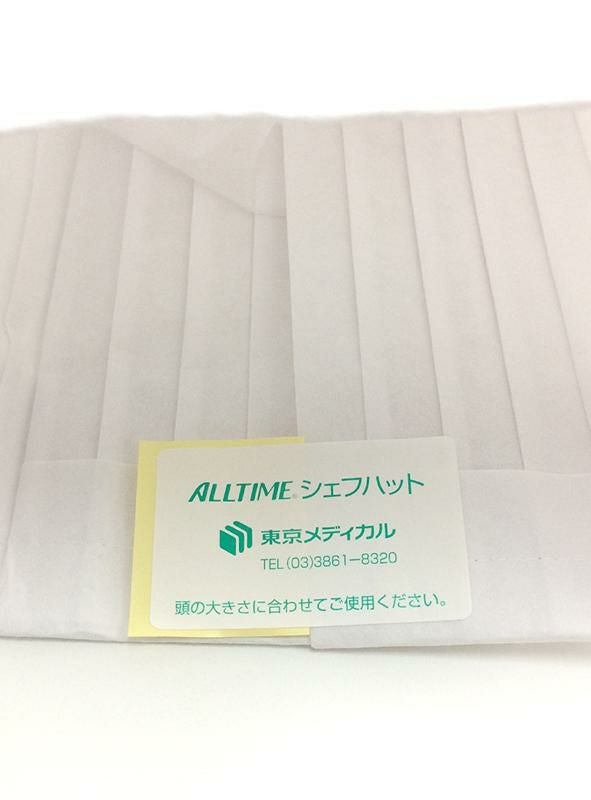 ALLTIME® シェフハット
東京メディカル
TEL(03)3861-8320
頭の大きさに合わせてご使用ください。